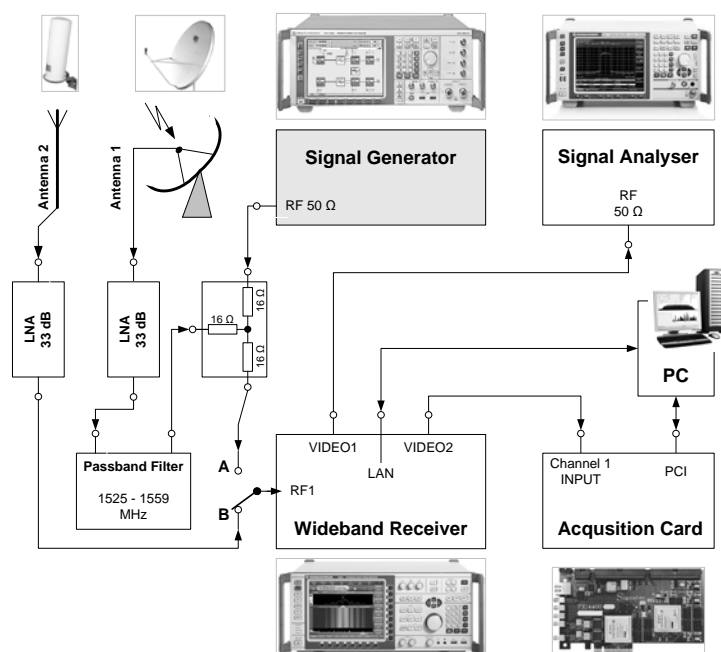 Signal Generator
RF 50 Ω
Signal Analyser
RF
50 Ω
Antenna 2
Antenna 1
LNA
33 dB
LNA
33 dB
16 Ω
16 Ω
16 Ω
PC
Passband Filter
1525 - 1559
MHz
A
B
VIDEO1
LAN
VIDEO2
RF1
Wideband Receiver
Channel 1
INPUT
PCI
Acqusition Card